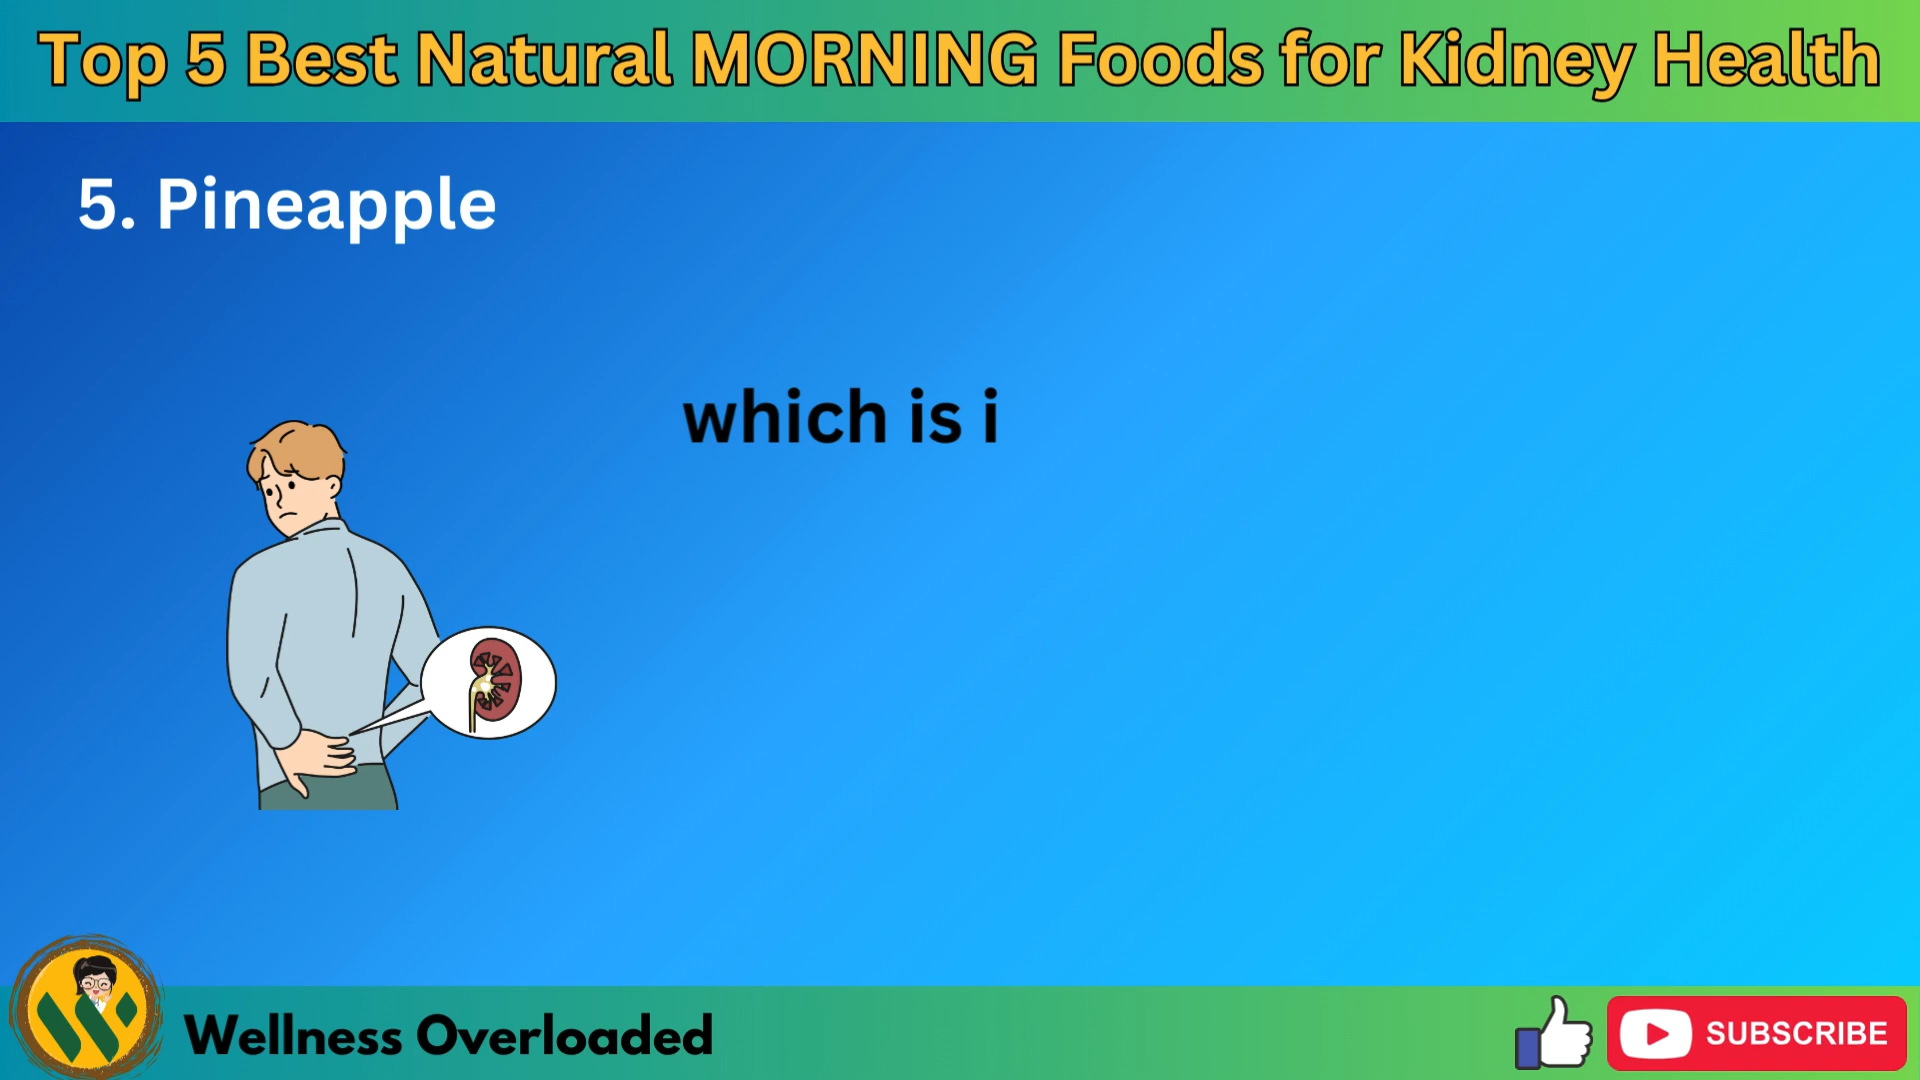 Top 5 Best Natural MORNING Foods for Kidney Health
5. Pineapple
which is i
Wellness Overloaded
SUBSCRIBE